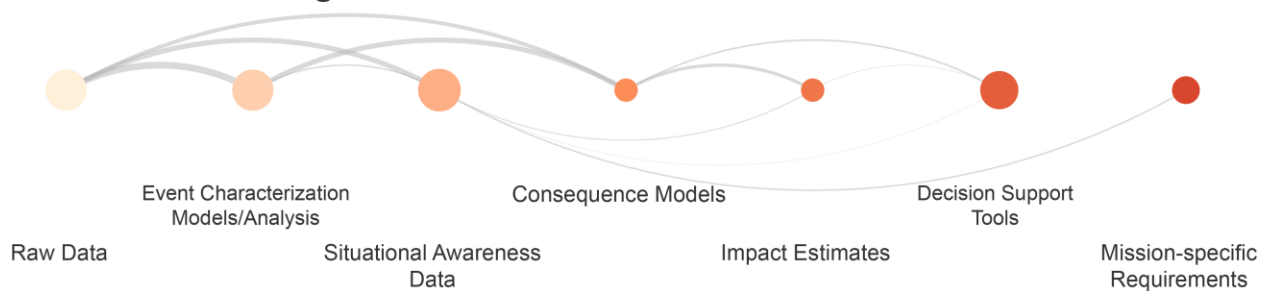 Event Characterization
Models/Analysis
Consequence Models
Decision Support
Tools
Raw Data
Situational Awareness
Data
Impact Estimates
Mission-specific
Requirements